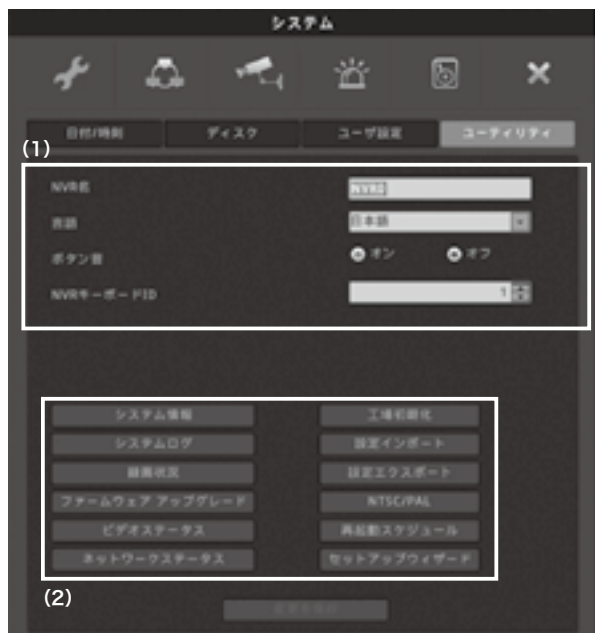 システム
日付/時刻 ディスク ユーザ設定 ユーティリティ
(1)
NVR名 NVR0
言語 日本語
ボタン音 オン オフ
NVRキーボードID 1
システム情報 工場初期化
システムログ 設定インポート
録画状況 設定エクスポート
ファームウェア アップグレード NTSC/PAL
ビデオステータス 再起動スケジュール
ネットワークステータス セットアップウィザード
(2)
変更を保存